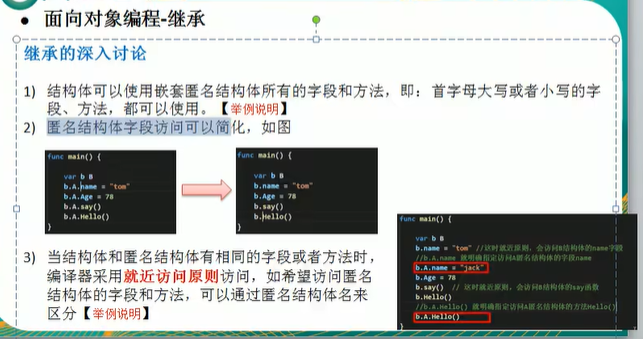 • 面向对象编程-继承
继承的深入讨论
1) 结构体可以使用嵌套匿名结构体所有的字段和方法，即：首字母大写或者小写的字
段、方法，都可以使用。【举例说明】
2) 匿名结构体字段访问可以简化，如图
func main() {
var b B
b.A.name = "tom"
b.A.Age = 78
b.A.say()
b.A.Hello()
}
func main() {
var b B
b.name = "tom"
b.Age = 78
b.say()
b.Hello()
}
3) 当结构体和匿名结构体有相同的字段或者方法时，
编译器采用就近访问原则访问，如希望访问匿名
结构体的字段和方法，可以通过匿名结构体名来
区分【举例说明】
func main() {
var b B
b.name = "tom" //这时就近原则，会访问B结构体的name字段
//b.A.name 就明确指定访问A匿名结构体的字段name
b.A.name = "jack"
b.Age = 78
b.say() // 这时就近原则，会访问B结构体的say函数
b.Hello()
//b.A.Hello() 就明确指定访问A匿名结构体的方法Hello()
b.A.Hello()
}